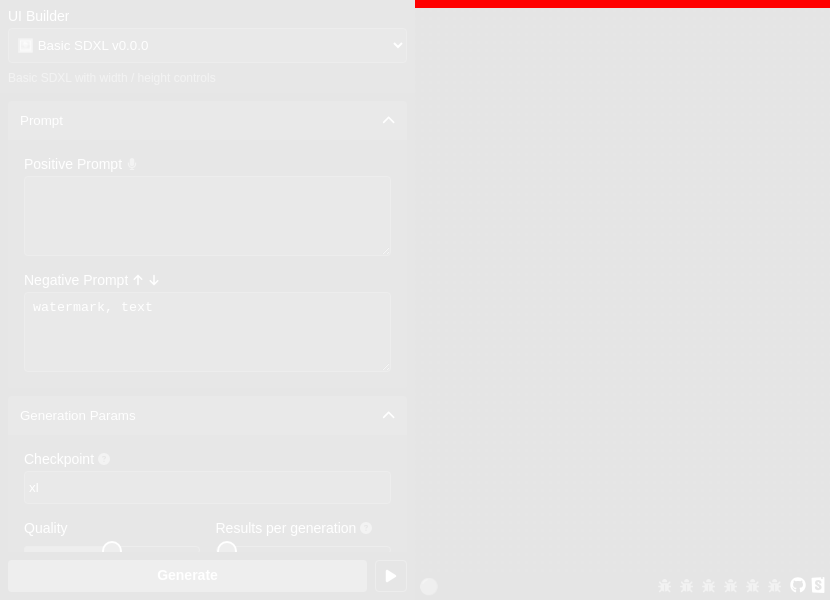 UI Builder
Basic SDXL v0.0.0
Basic SDXL with width / height controls
Prompt
Positive Prompt
Negative Prompt
watermark, text
Generation Params
Checkpoint
xl
Quality
Results per generation
Generate